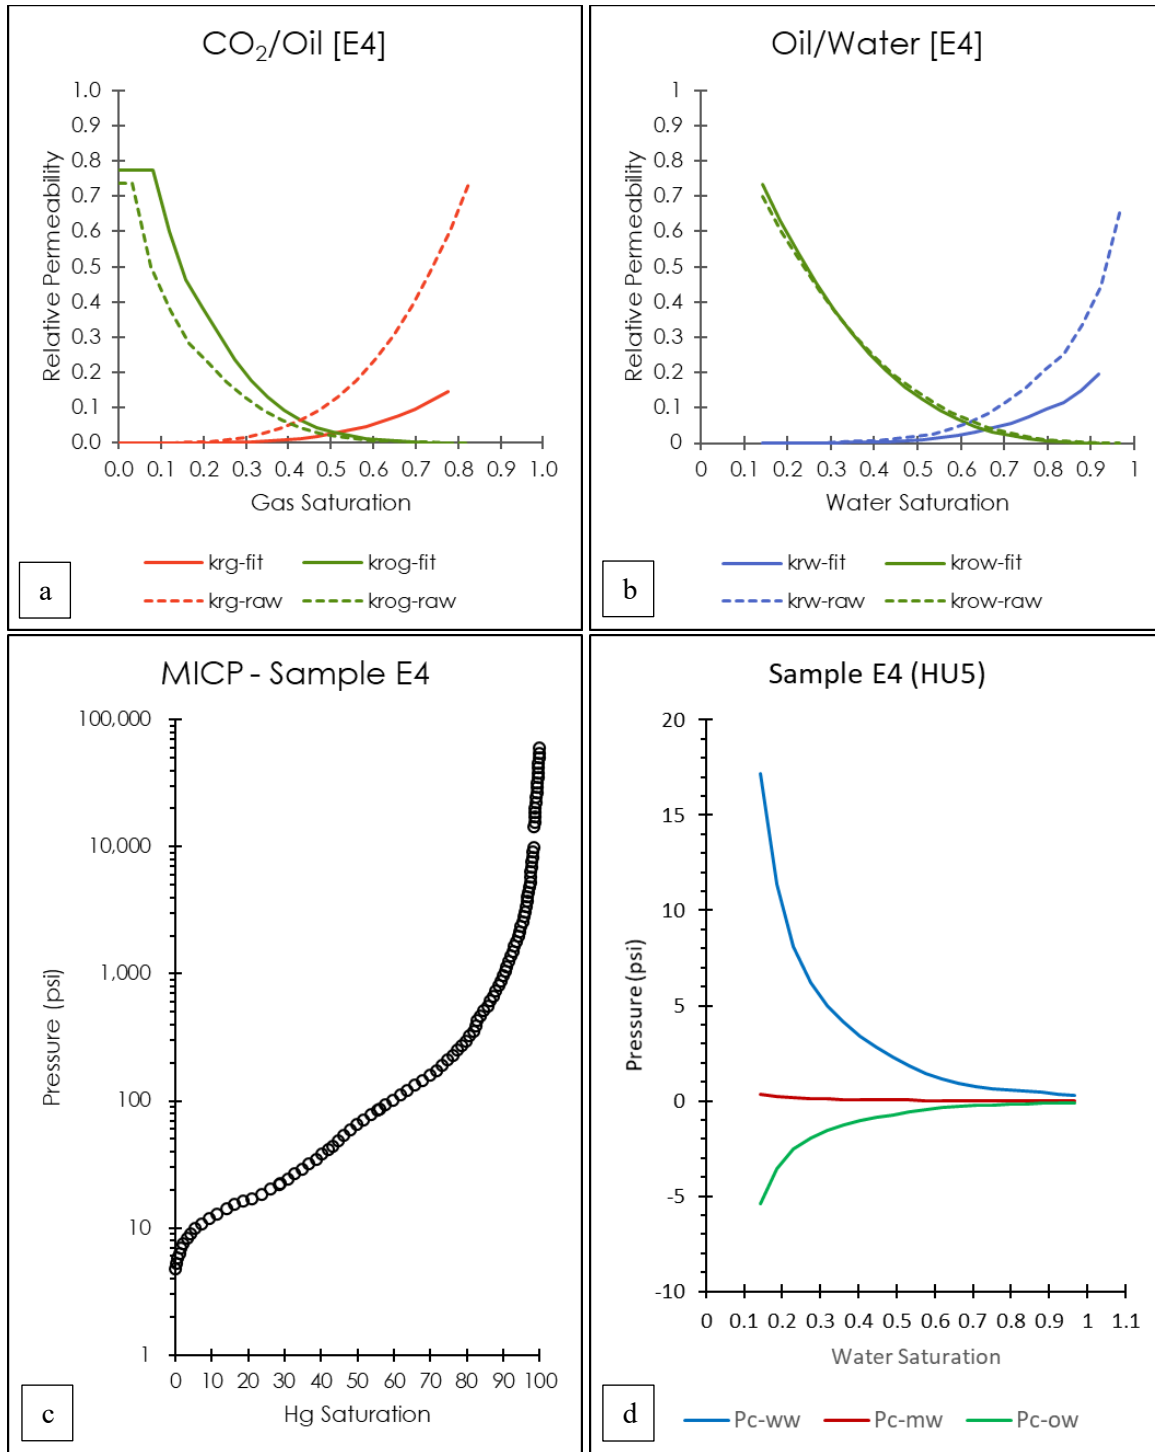 CO₂/Oil [E4]
1.0
0.9
0.8
0.7
0.6
0.5
0.4
0.3
0.2
0.1
0.0
Relative Permeability
0.0 0.1 0.2 0.3 0.4 0.5 0.6 0.7 0.8 0.9 1.0
Gas Saturation
krg-fit krog-fit
krg-raw krog-raw
a
Oil/Water [E4]
1
0.9
0.8
0.7
0.6
0.5
0.4
0.3
0.2
0.1
0
Relative Permeability
0 0.1 0.2 0.3 0.4 0.5 0.6 0.7 0.8 0.9 1
Water Saturation
krw-fit krow-fit
krw-raw krow-raw
b
MICP - Sample E4
100,000
10,000
1,000
100
10
1
Pressure (psi)
0 10 20 30 40 50 60 70 80 90 100
Hg Saturation
c
Sample E4 (HU5)
20
15
10
5
0
-5
-10
Pressure (psi)
0 0.1 0.2 0.3 0.4 0.5 0.6 0.7 0.8 0.9 1 1.1
Water Saturation
Pc-ww Pc-mw Pc-ow
d